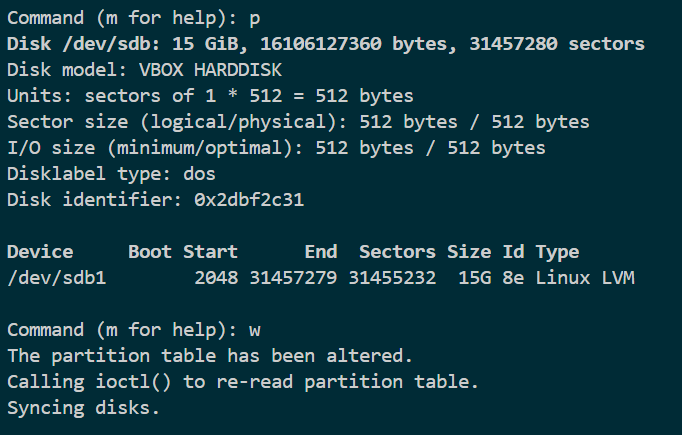 Command (m for help): p
Disk /dev/sdb: 15 GiB, 16106127360 bytes, 31457280 sectors
Disk model: VBOX HARDDISK
Units: sectors of 1 * 512 = 512 bytes
Sector size (logical/physical): 512 bytes / 512 bytes
I/O size (minimum/optimal): 512 bytes / 512 bytes
Disklabel type: dos
Disk identifier: 0x2dbf2c31
Device     Boot Start      End  Sectors Size Id Type
/dev/sdb1        2048 31457279 31455232  15G 8e Linux LVM
Command (m for help): w
The partition table has been altered.
Calling ioctl() to re-read partition table.
Syncing disks.